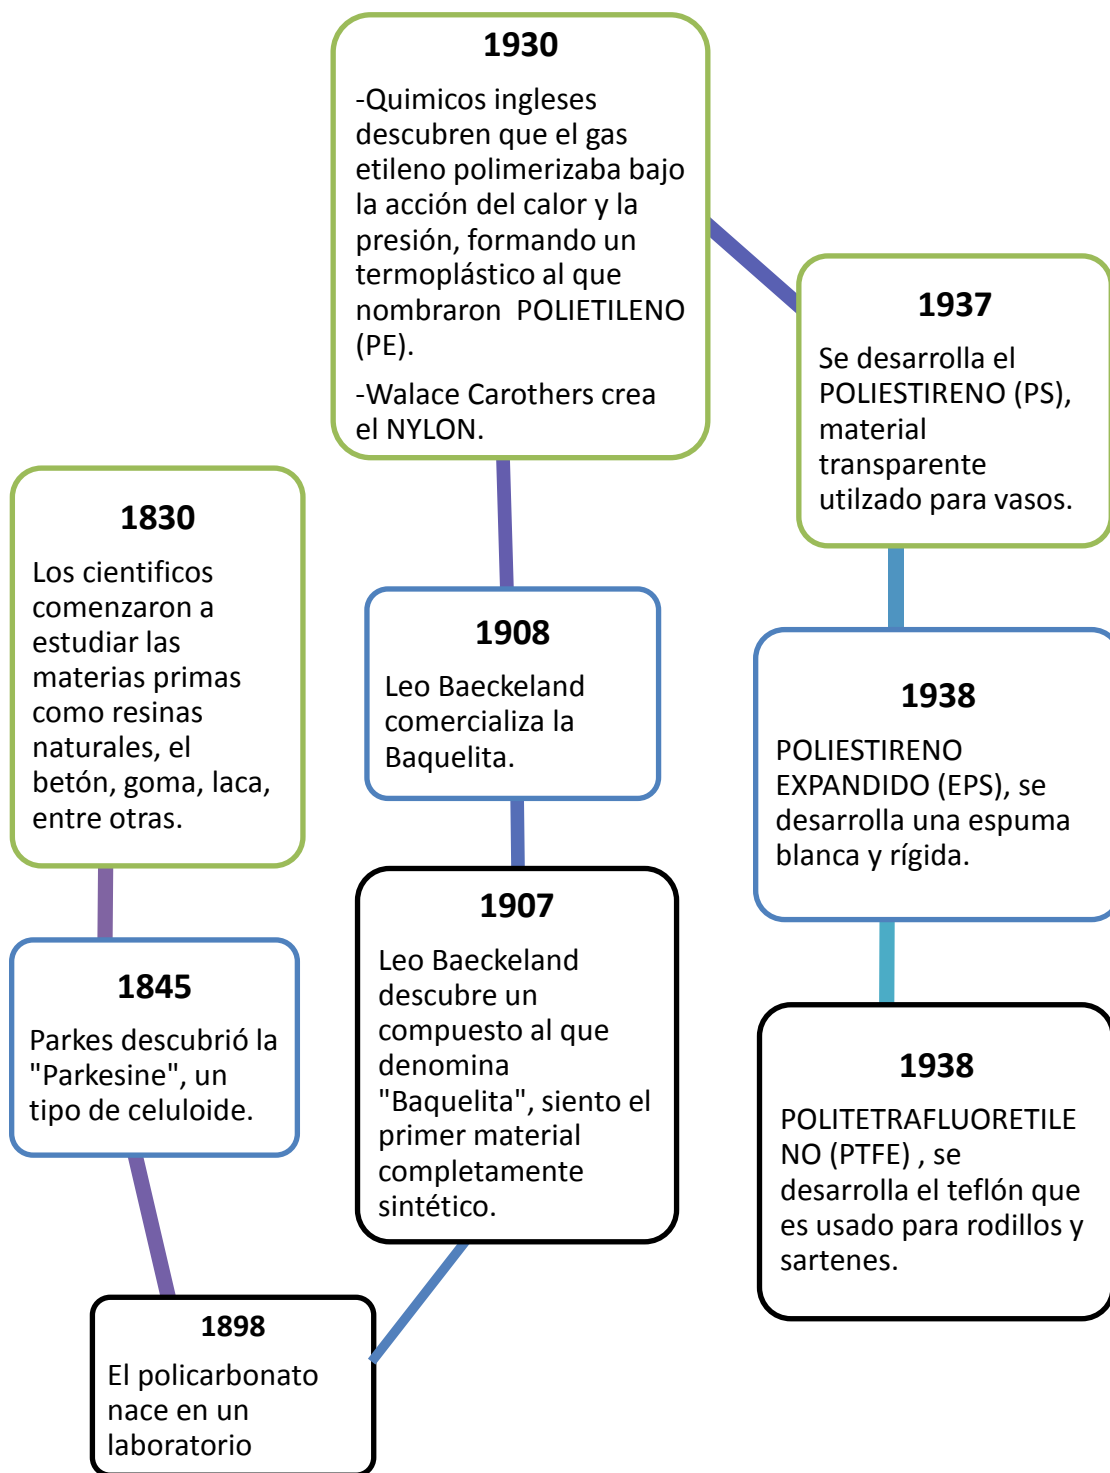 1830
Los cientificos
comenzaron a
estudiar las
materias primas
como resinas
naturales, el
betón, goma, laca,
entre otras.
1845
Parkes descubrió la
"Parkesine", un
tipo de celuloide.
1898
El policarbonato
nace en un
laboratorio
1907
Leo Baeckeland
descubre un
compuesto al que
denomina
"Baquelita", siento el
primer material
completamente
sintético.
1908
Leo Baeckeland
comercializa la
Baquelita.
1930
-Quimicos ingleses
descubren que el gas
etileno polimerizaba bajo
la acción del calor y la
presión, formando un
termoplástico al que
nombraron POLIETILENO
(PE).
-Walace Carothers crea
el NYLON.
1937
Se desarrolla el
POLIESTIRENO (PS),
material
transparente
utilzado para vasos.
1938
POLIESTIRENO
EXPANDIDO (EPS), se
desarrolla una espuma
blanca y rígida.
1938
POLITETRAFLUORETILE
NO (PTFE) , se
desarrolla el teflón que
es usado para rodillos y
sartenes.